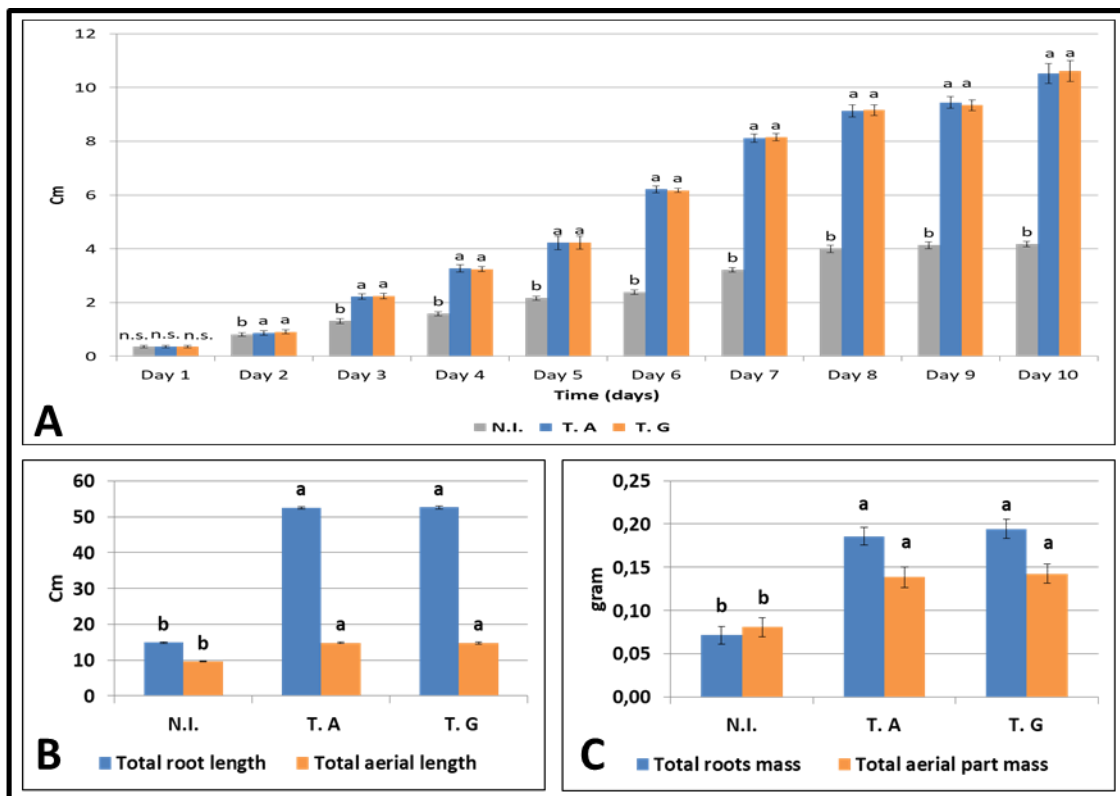 12
10
8
6
4
2
0
Cm
n.s. n.s. n.s.
b a a
b a a
b a a
b a a
b a a
b a a
b a a
b a a
b a a
Day 1 Day 2 Day 3 Day 4 Day 5 Day 6 Day 7 Day 8 Day 9 Day 10
Time (days)
N.I. T. A T. G
A
60
50
40
30
20
10
0
Cm
b b a a a a
N.I. T. A T. G
Total root length Total aerial length
B
0,25
0,20
0,15
0,10
0,05
0,00
gram
b b a a a a
N.I. T. A T. G
Total roots mass Total aerial part mass
C